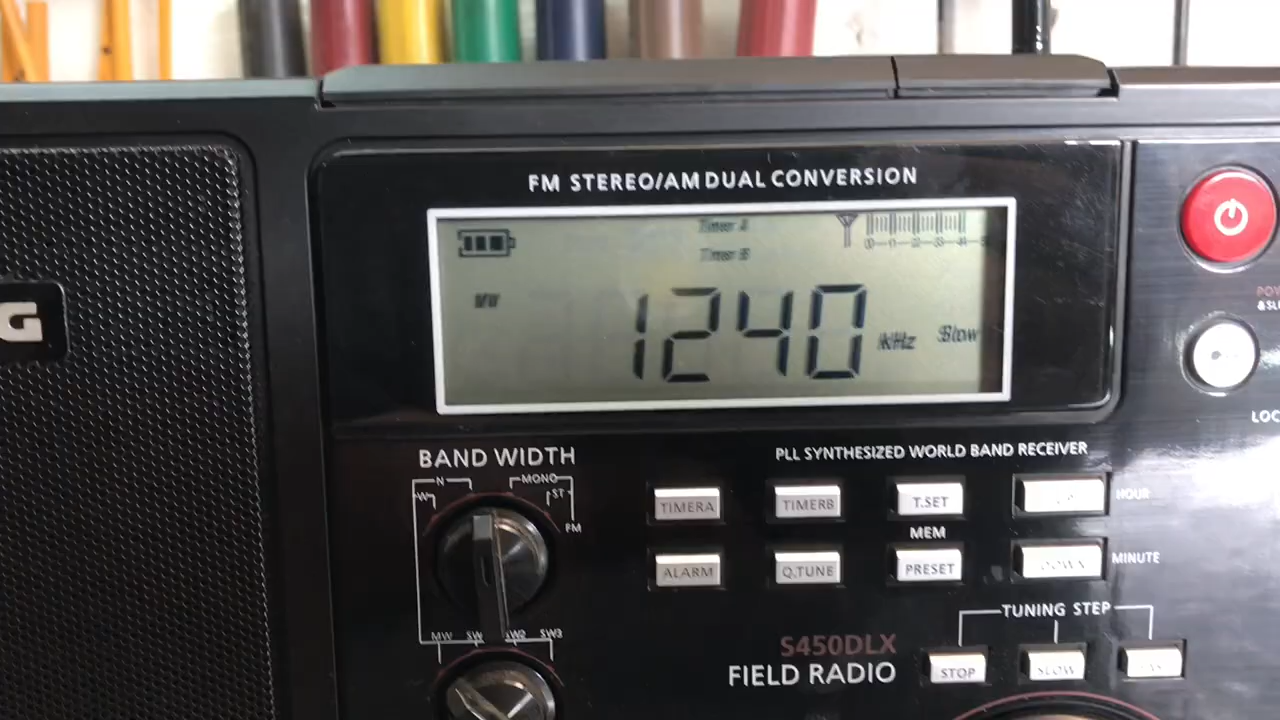 FM STEREO/AM DUAL CONVERSION
Timer A
Timer B
MW
1240 kHz Slow
G
BAND WIDTH
PLL SYNTHESIZED WORLD BAND RECEIVER
W N MONO ST FM
TIMERA TIMERB T.SET HOUR
MEM
ALARM Q.TUNE PRESET DOWN MINUTE
TUNING STEP
MW SW SW2 SW3
S450DLX
FIELD RADIO
STOP SLOW
LOC